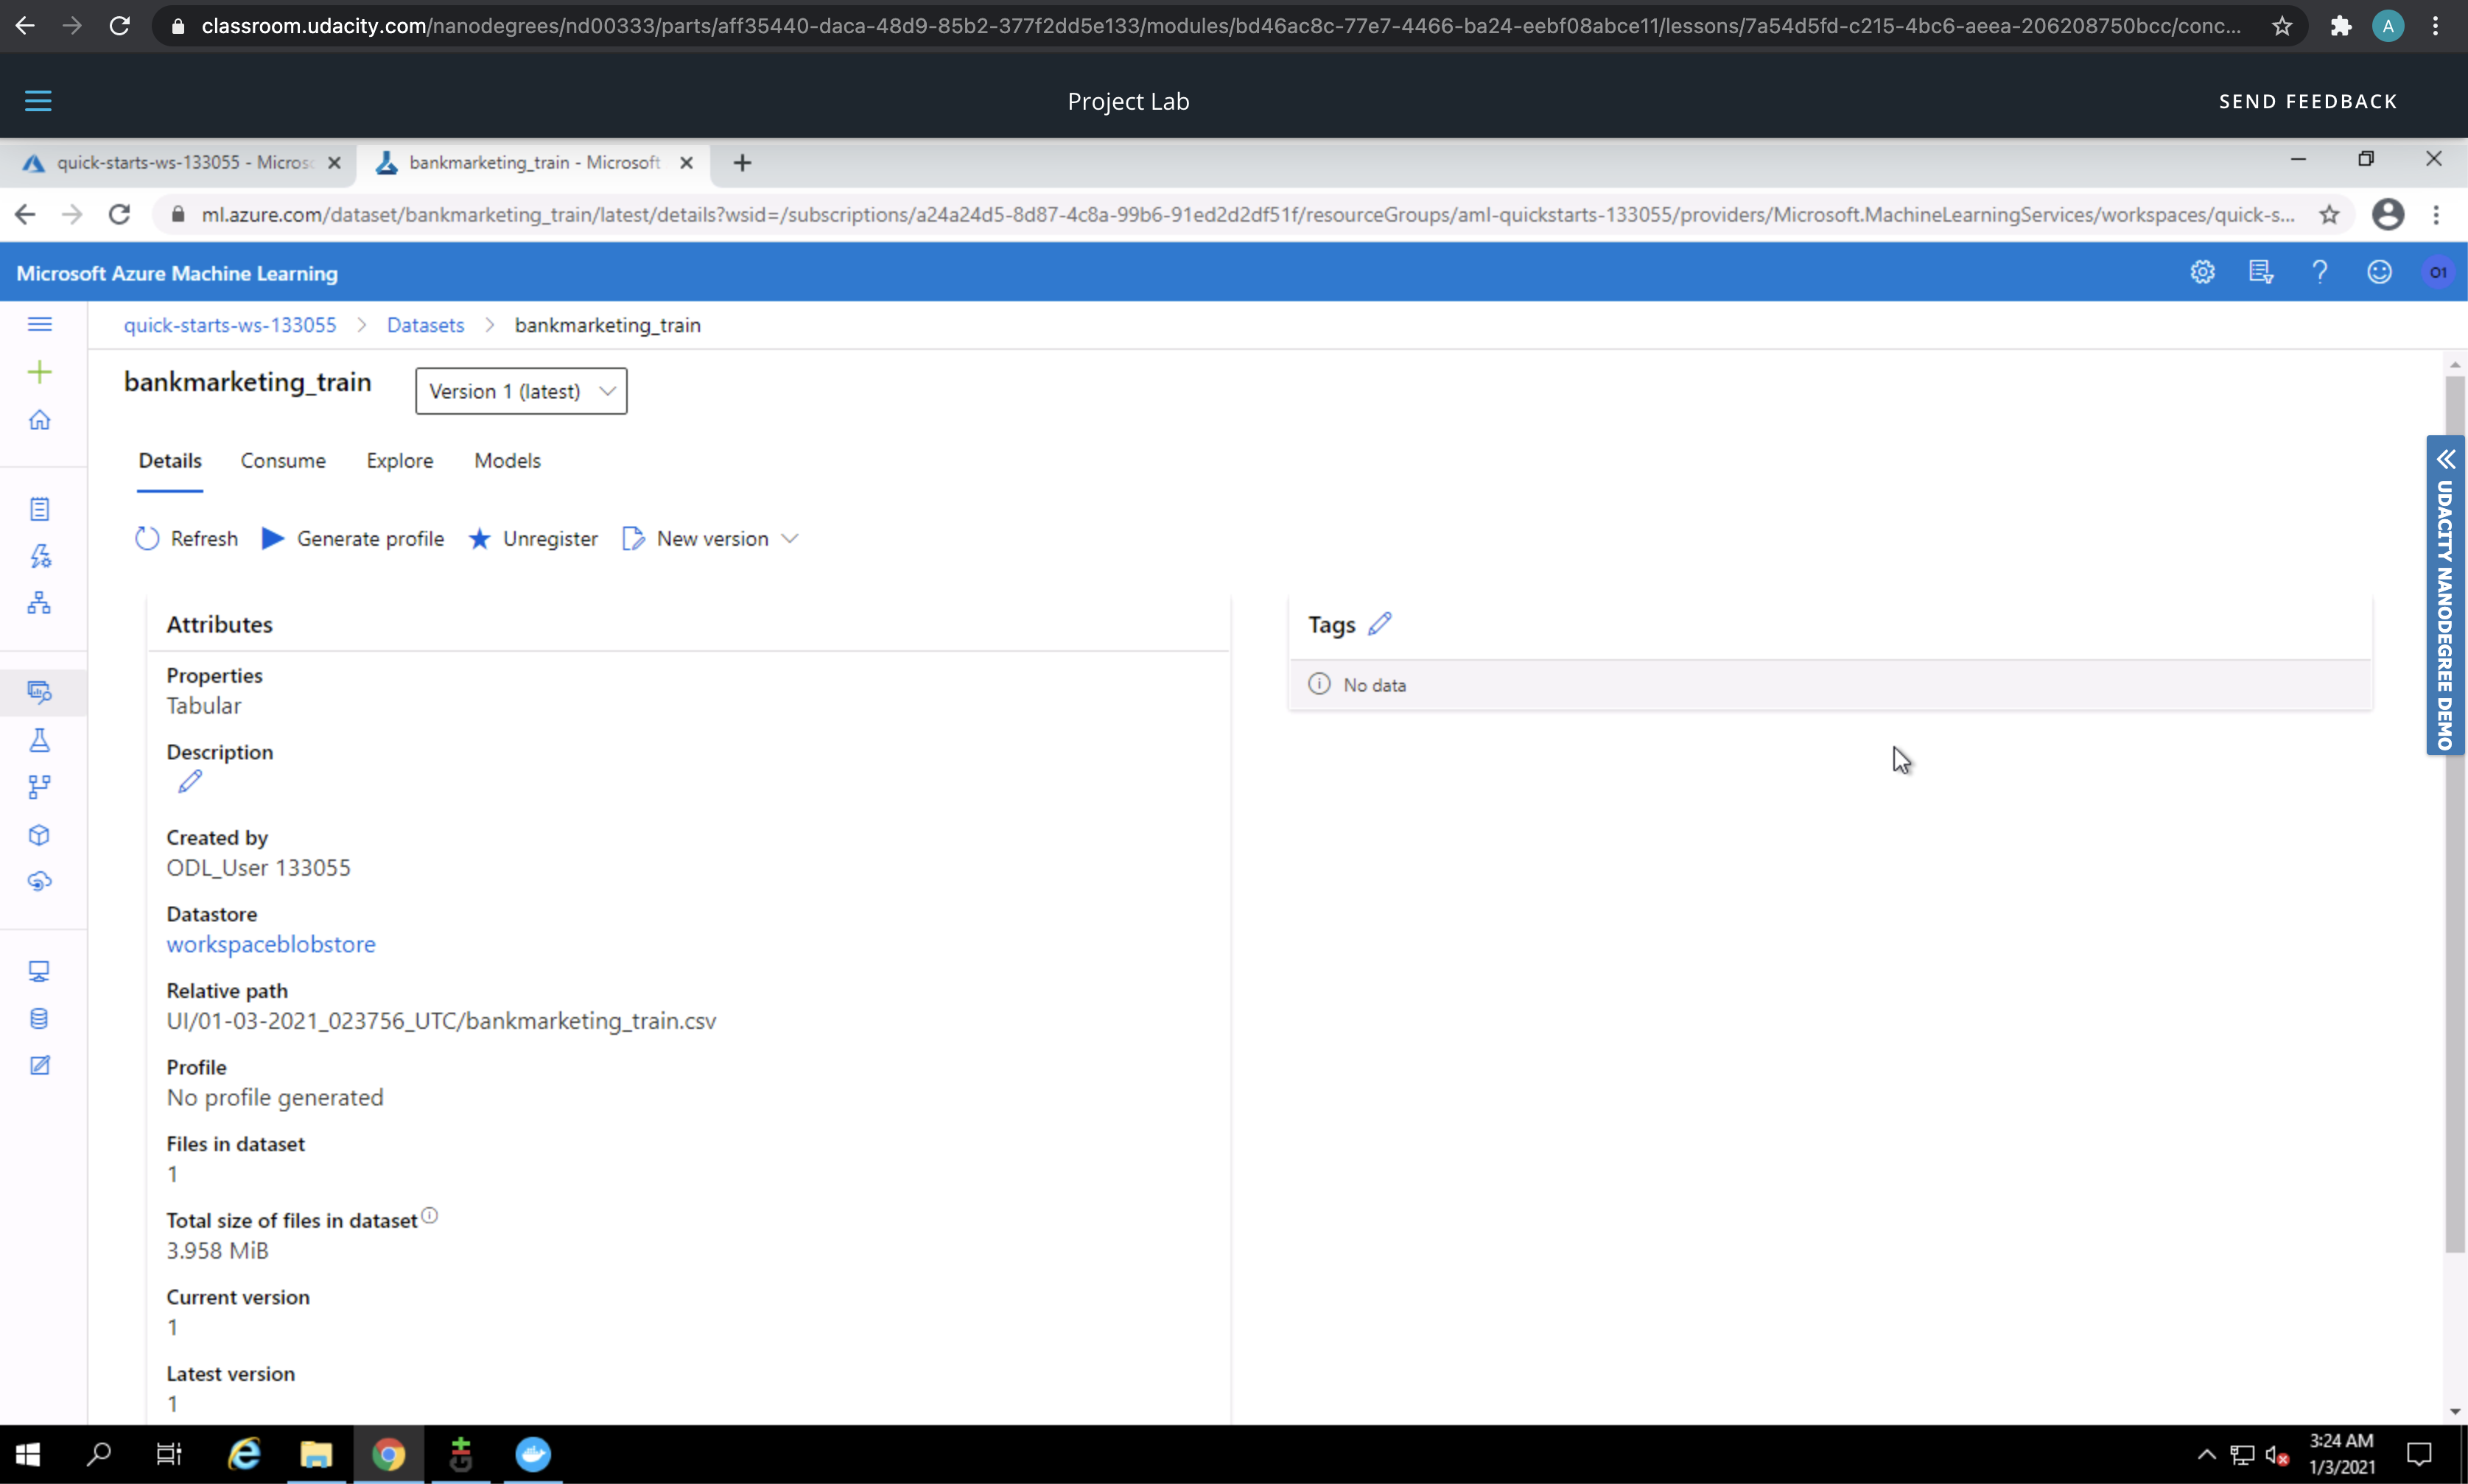 classroom.udacity.com/nanodegrees/nd00333/parts/aff35440-daca-48d9-85b2-377f2dd5e133/modules/bd46ac8c-77e7-4466-ba24-eebf08abce11/lessons/7a54d5fd-c215-4bc6-aeea-206208750bcc/conc...
A
Project Lab
SEND FEEDBACK
quick-starts-ws-133055 - Micros
bankmarketing_train - Microsoft
ml.azure.com/dataset/bankmarketing_train/latest/details?wsid=/subscriptions/a24a24d5-8d87-4c8a-99b6-91ed2d2df51f/resourceGroups/aml-quickstarts-133055/providers/Microsoft.MachineLearningServices/workspaces/quick-s...
Microsoft Azure Machine Learning
O1
quick-starts-ws-133055 > Datasets > bankmarketing_train
bankmarketing_train
Version 1 (latest)
Details Consume Explore Models
Refresh Generate profile Unregister New version
UDACITY NANODEGREE DEMO
Attributes
Properties
Tabular
Description
Created by
ODL_User 133055
Datastore
workspaceblobstore
Relative path
UI/01-03-2021_023756_UTC/bankmarketing_train.csv
Profile
No profile generated
Files in dataset
1
Total size of files in dataset
3.958 MiB
Current version
1
Latest version
1
Tags
No data
3:24 AM
1/3/2021